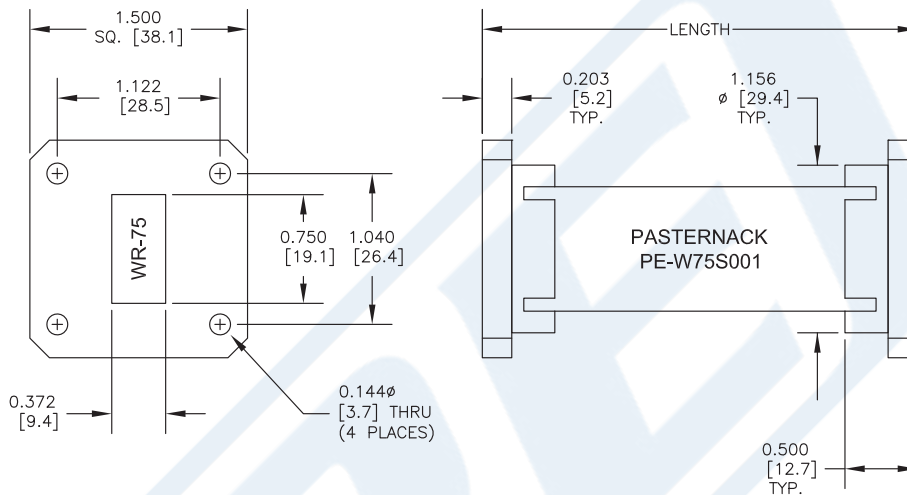 1.500
SQ. [38.1]
1.122
[28.5]
WR-75
0.750
[19.1]
1.040
[26.4]
0.372
[9.4]
0.144ø
[3.7] THRU
(4 PLACES)
LENGTH
0.203
[5.2]
TYP.
1.156
ø [29.4]
TYP.
PASTERNACK
PE-W75S001
0.500
[12.7]
TYP.